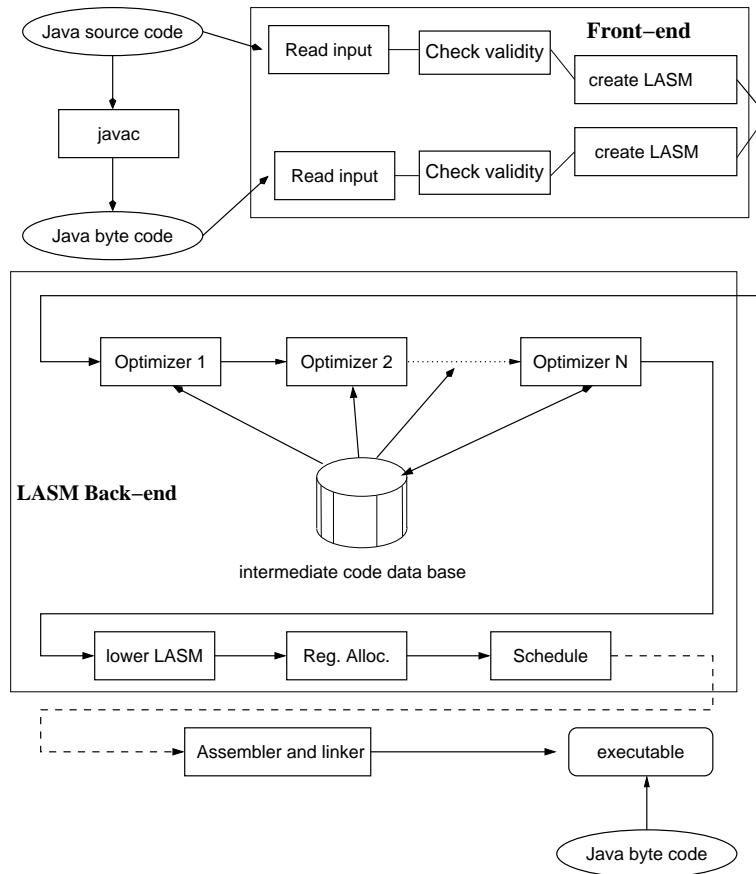 Java source code
Read input
Check validity
Front−end
create LASM
javac
create LASM
Read input
Check validity
Java byte code
Optimizer 1
Optimizer 2
Optimizer N
LASM Back−end
intermediate code data base
lower LASM
Reg. Alloc.
Schedule
Assembler and linker
executable
Java byte code